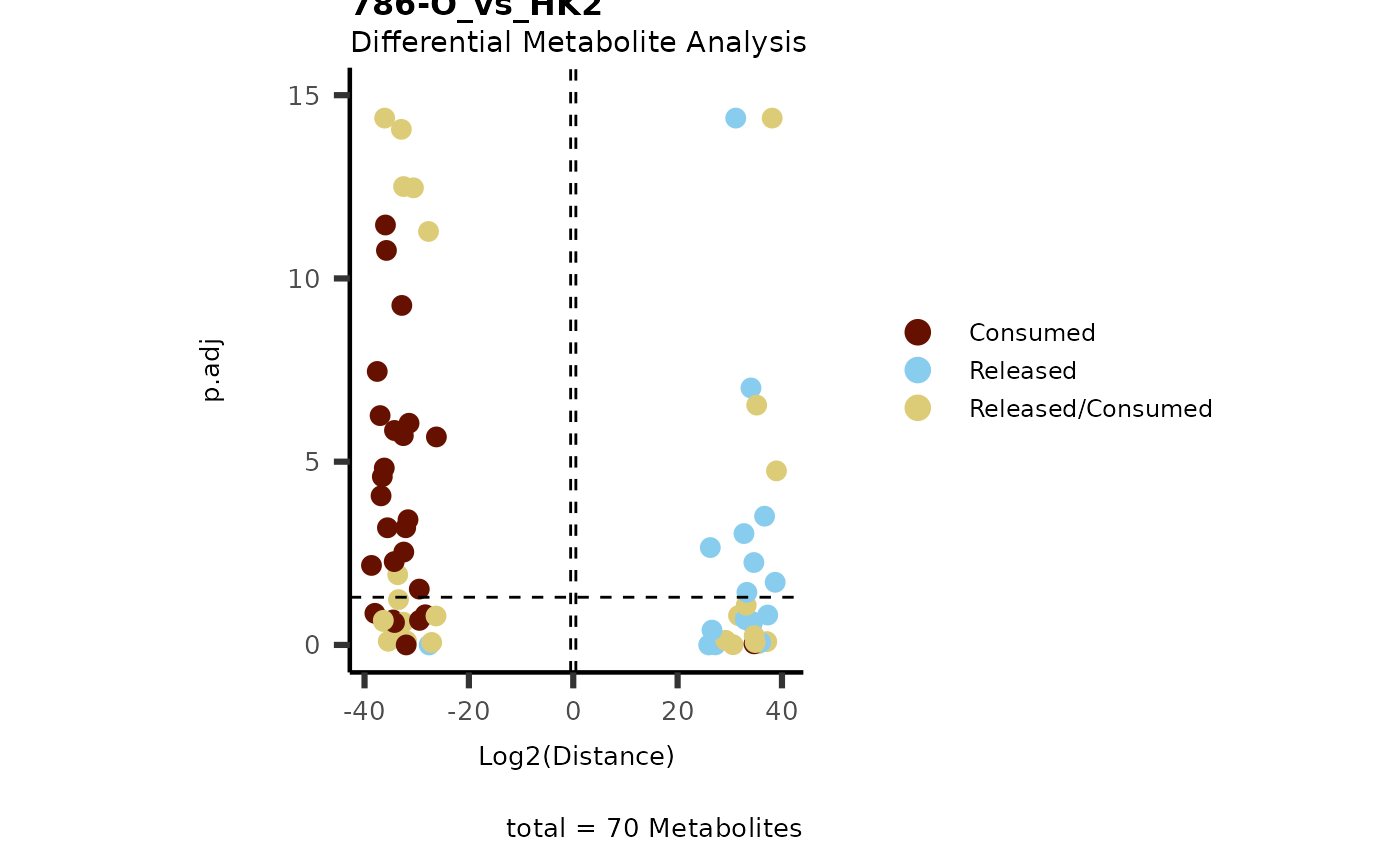 786-O_vs_HK2
Differential Metabolite Analysis
15
10
5
0
p.adj
-40 -20 0 20 40
Log2(Distance)
Consumed
Released
Released/Consumed
total = 70 Metabolites